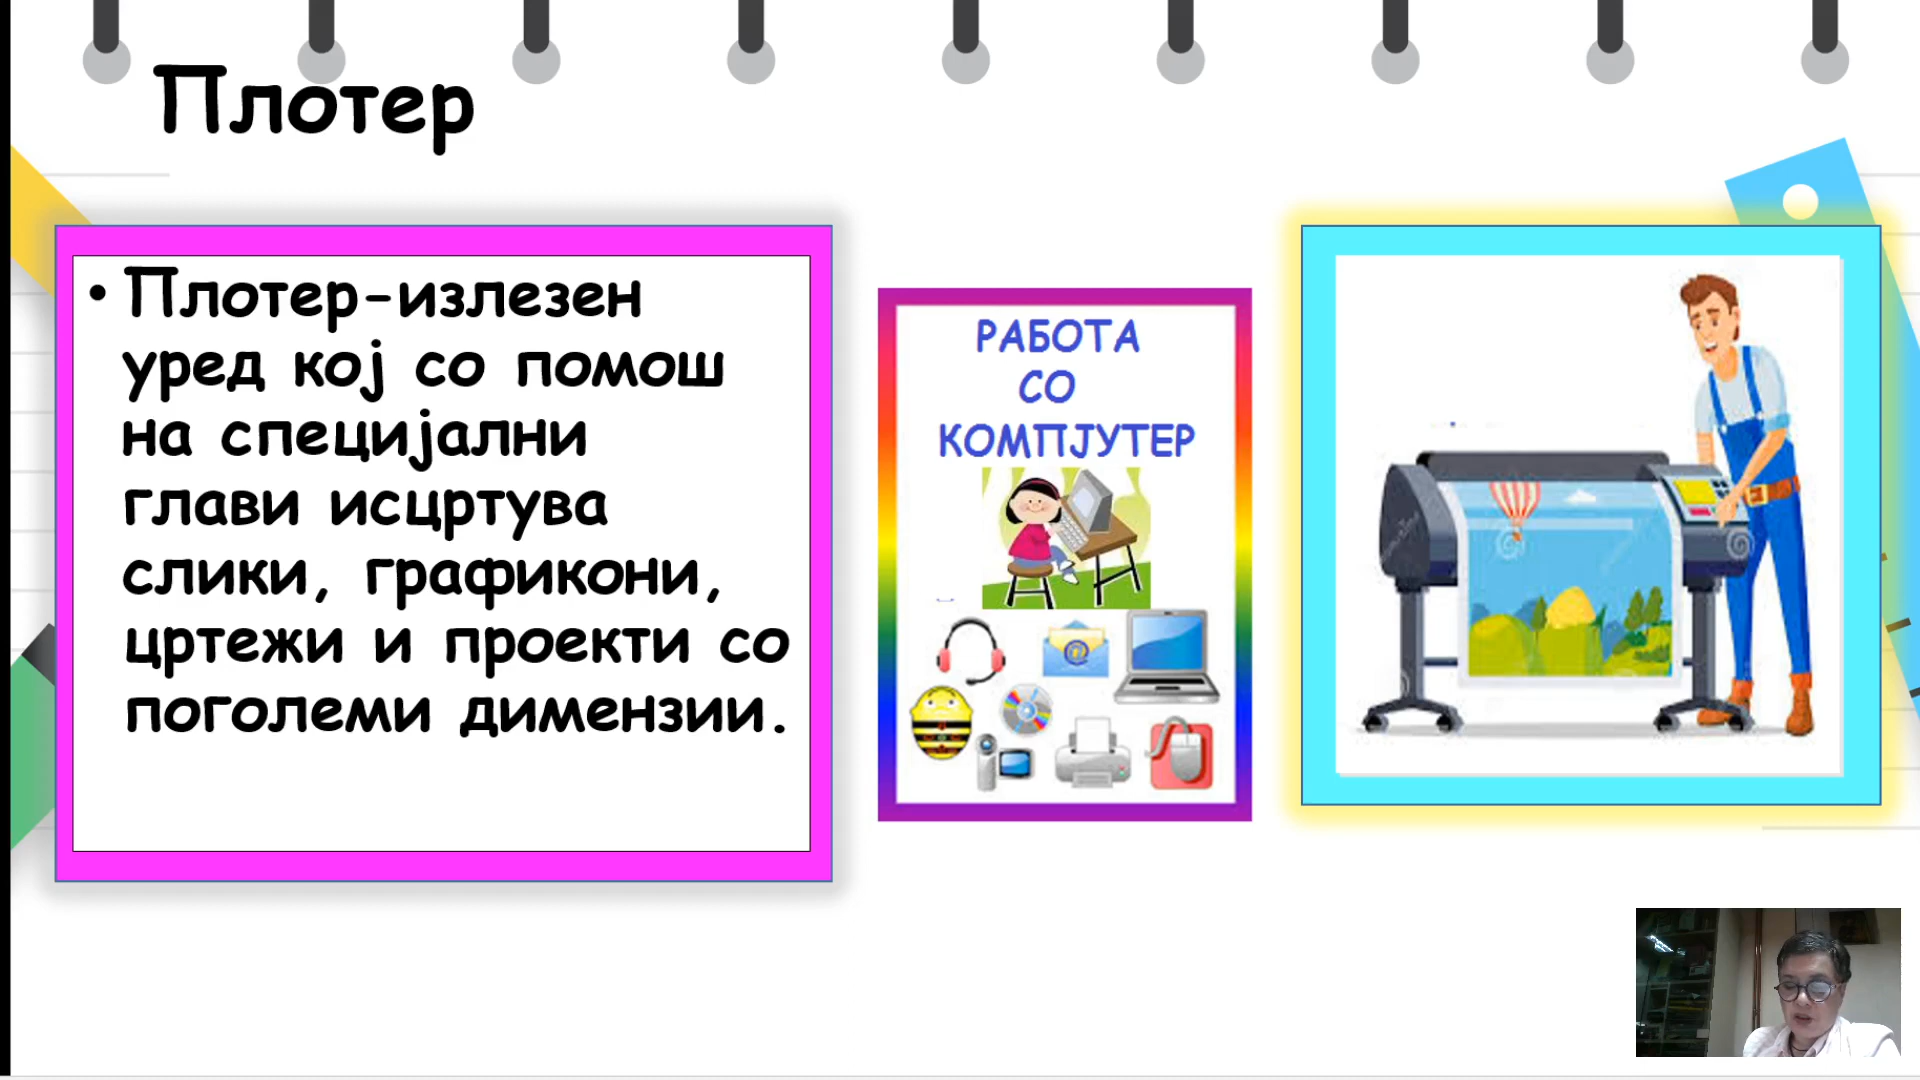 Плотер
• Плотер-излезен
уред кој со помош
на специјални
глави исцртува
слики, графикони,
цртежи и проекти со
поголеми димензии.
РАБОТА
СО
КОМПЈУТЕР
@